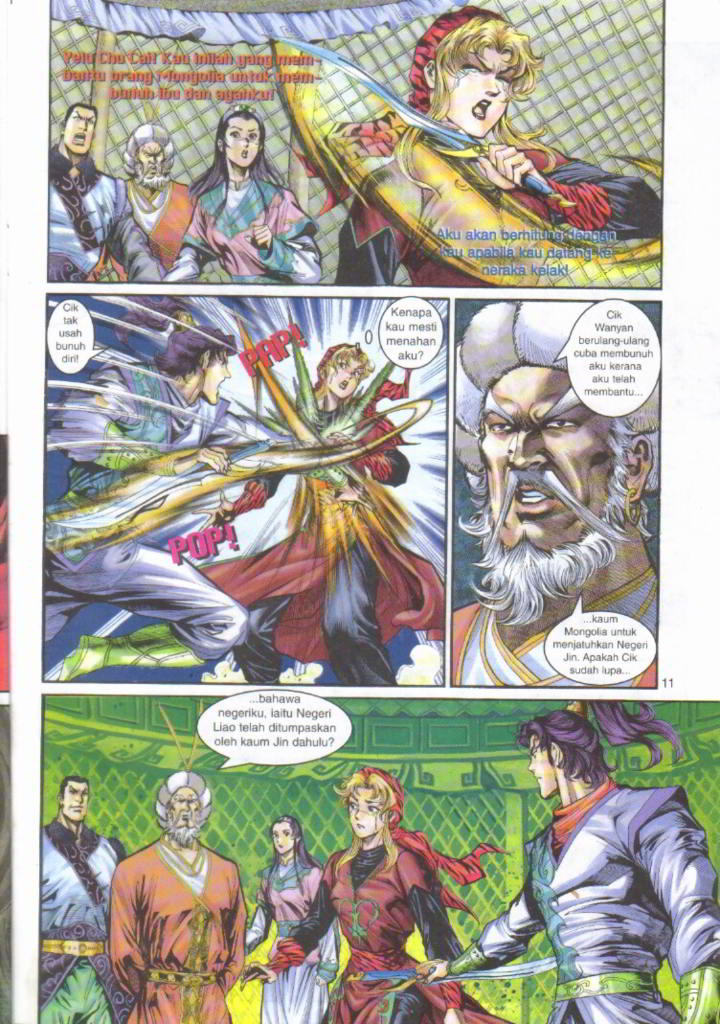 Yelu Chu Cai! Kau inilah yang mem-
bantu orang Mongolia untuk mem-
bunuh ibu dan ayahku!
Aku akan berhitung dengan
kau apabila kau datang ke
neraka kelak!
Cik
tak
usah
bunuh
diri!
PAP!
Kenapa
kau mesti
menahan
aku?
POP!
Cik
Wanyan
berulang-ulang
cuba membunuh
aku kerana
aku telah
membantu...
...kaum
Mongolia untuk
menjatuhkan Negeri
Jin. Apakah Cik
sudah lupa...
11
...bahawa
negeriku, iaitu Negeri
Liao telah ditumpaskan
oleh kaum Jin dahulu?